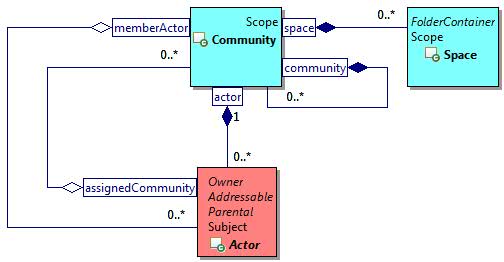 memberActor
0..*
Scope
Community
space
0..*
FolderContainer
Scope
Space
community
0..*
actor
1
0..*
assignedCommunity
0..*
Owner
Addressable
Parental
Subject
Actor